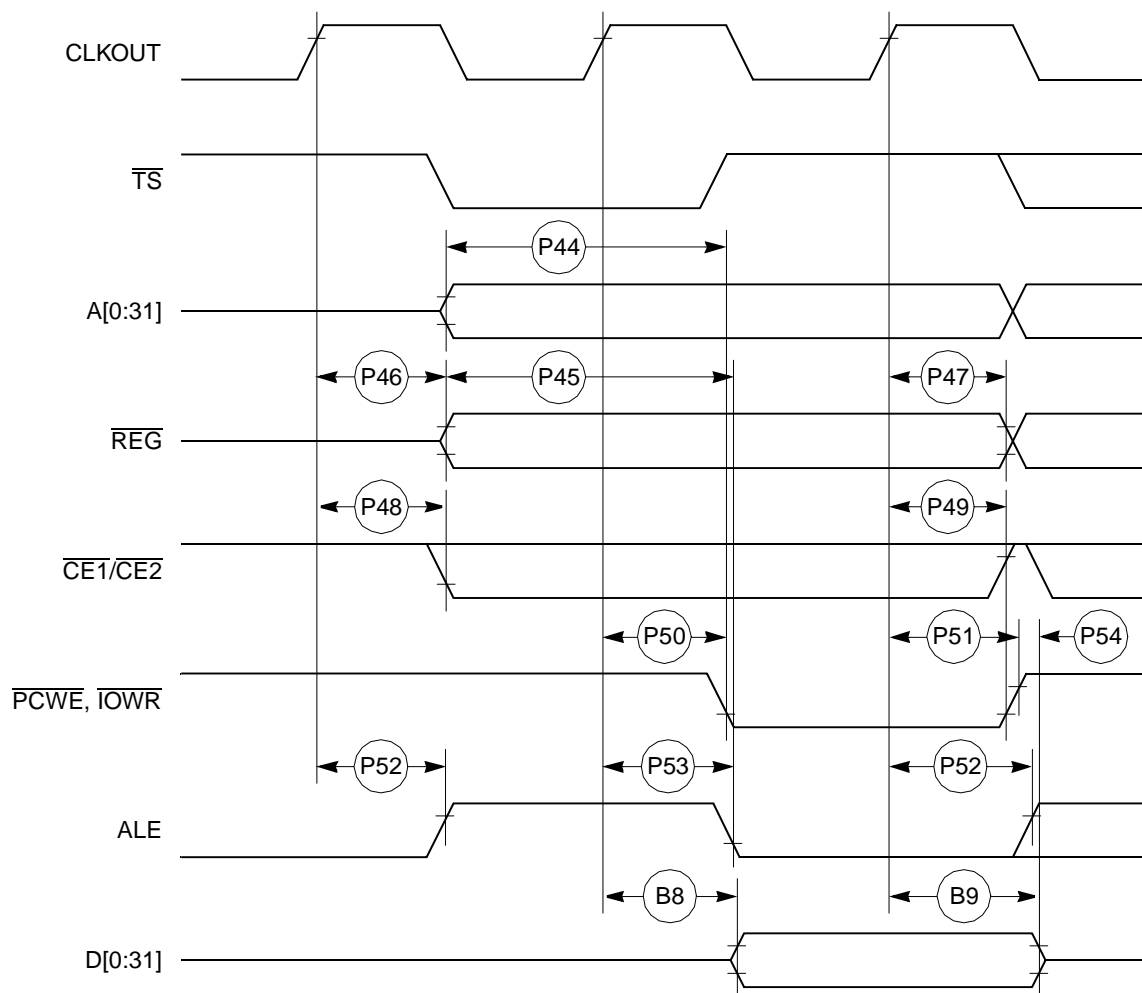 CLKOUT
TS
P44
A[0:31]
P46 P45 P47
REG
P48 P49
CE1/CE2
P50 P51 P54
PCWE, IOWR
P52 P53 P52
ALE
B8 B9
D[0:31]